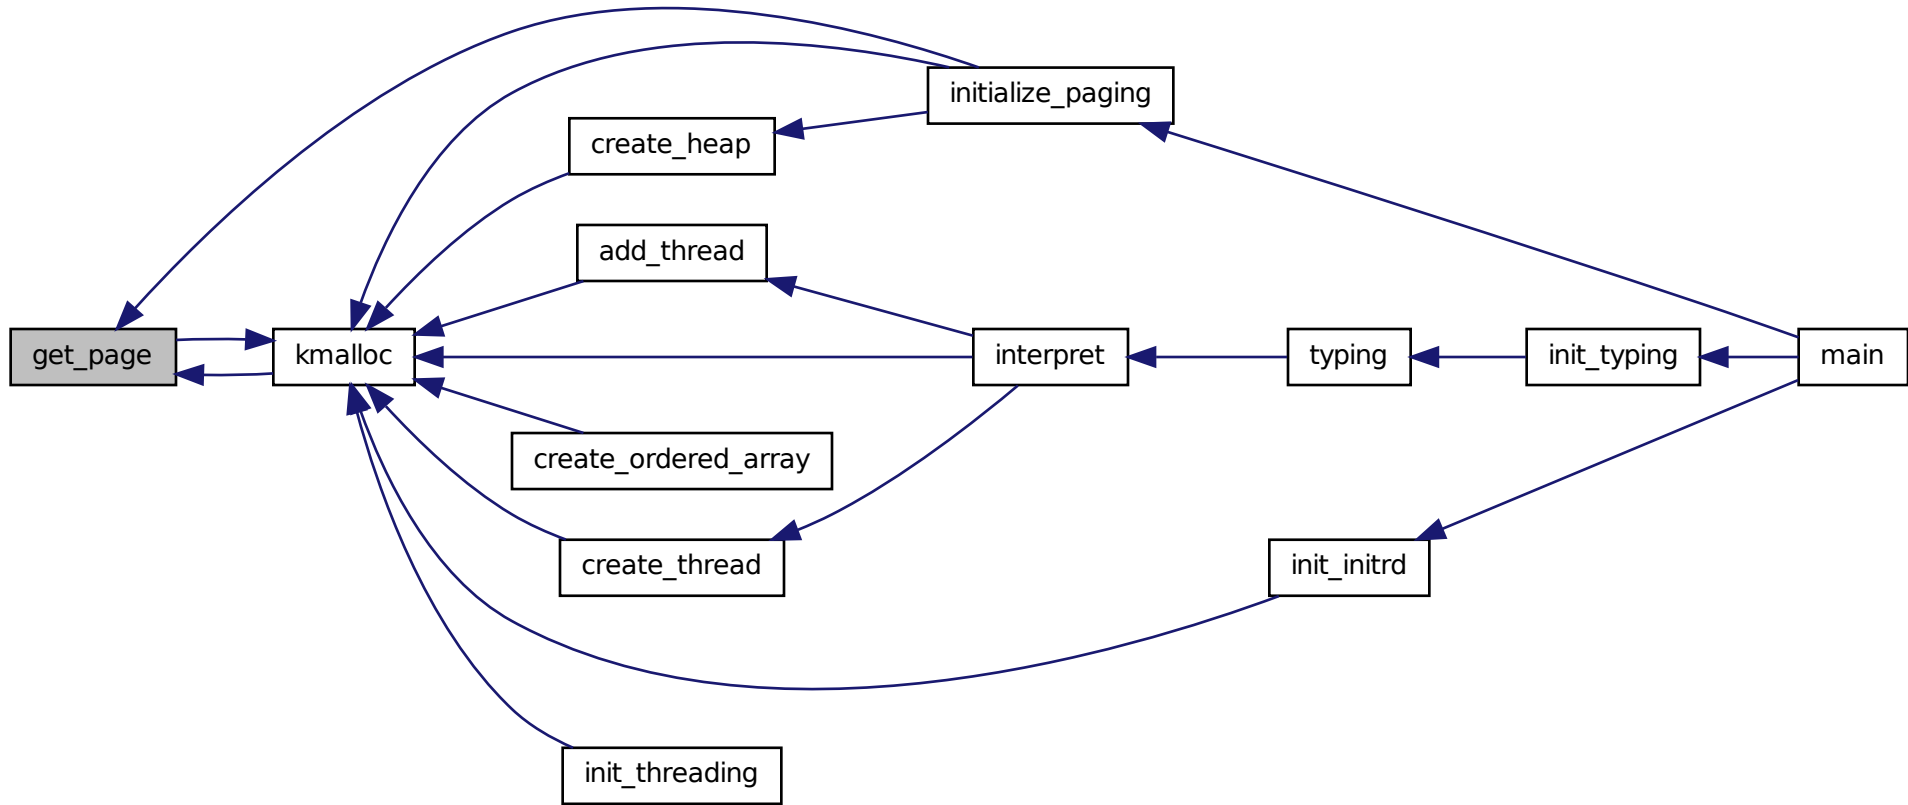 initialize_paging
create_heap
add_thread
get_page
kmalloc
interpret
typing
init_typing
main
create_ordered_array
create_thread
init_initrd
init_threading